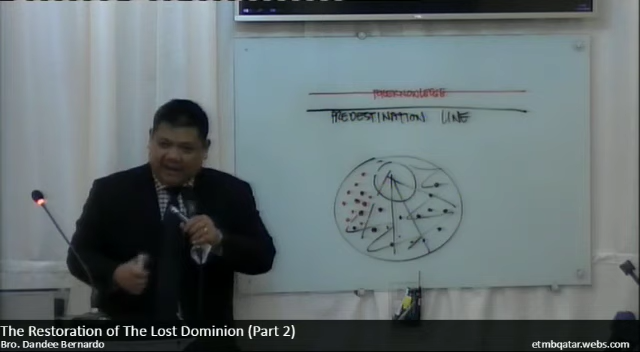 FOREKNOWLEDGE
PREDESTINATION LINE
The Restoration of The Lost Dominion (Part 2)
Bro. Dandee Bernardo
etmbqatar.webs.com